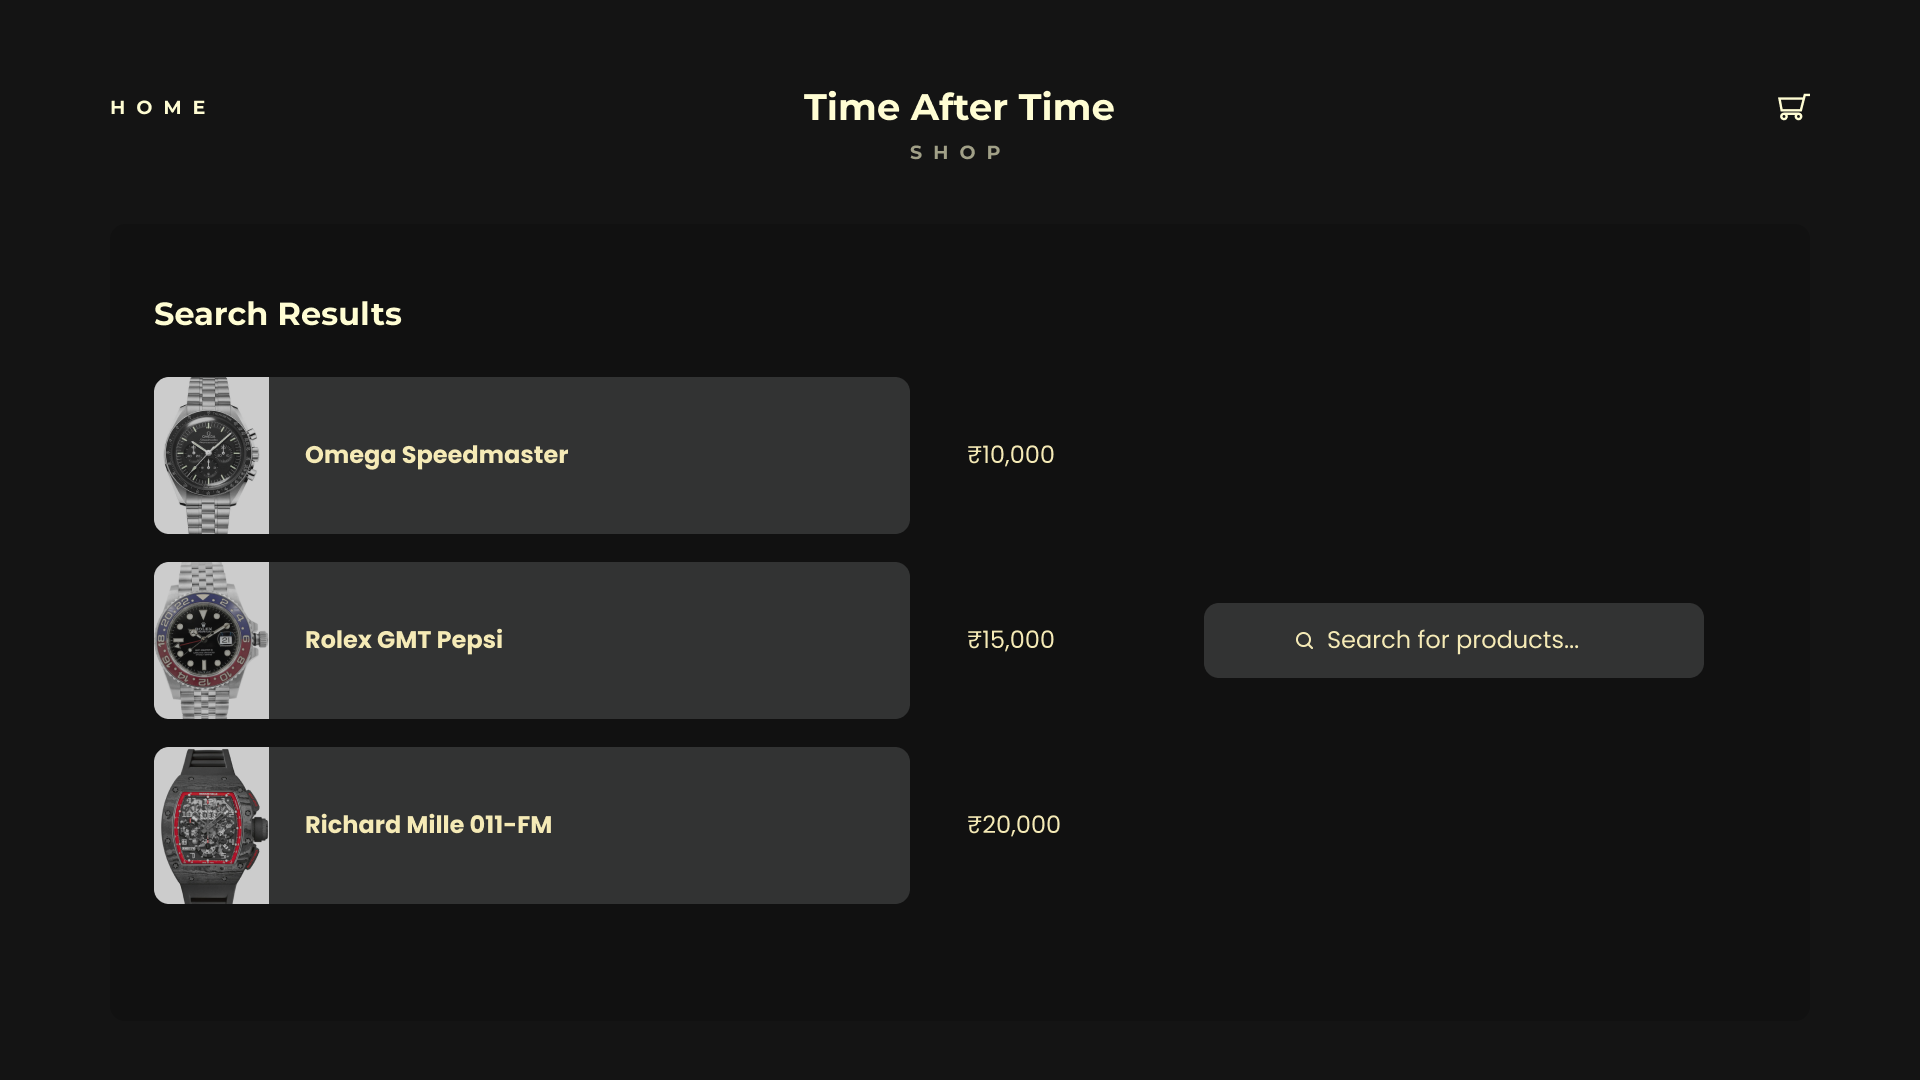 HOME
Time After Time
SHOP
Search Results
Omega Speedmaster
₹10,000
Rolex GMT Pepsi
₹15,000
Search for products...
Richard Mille 011-FM
₹20,000